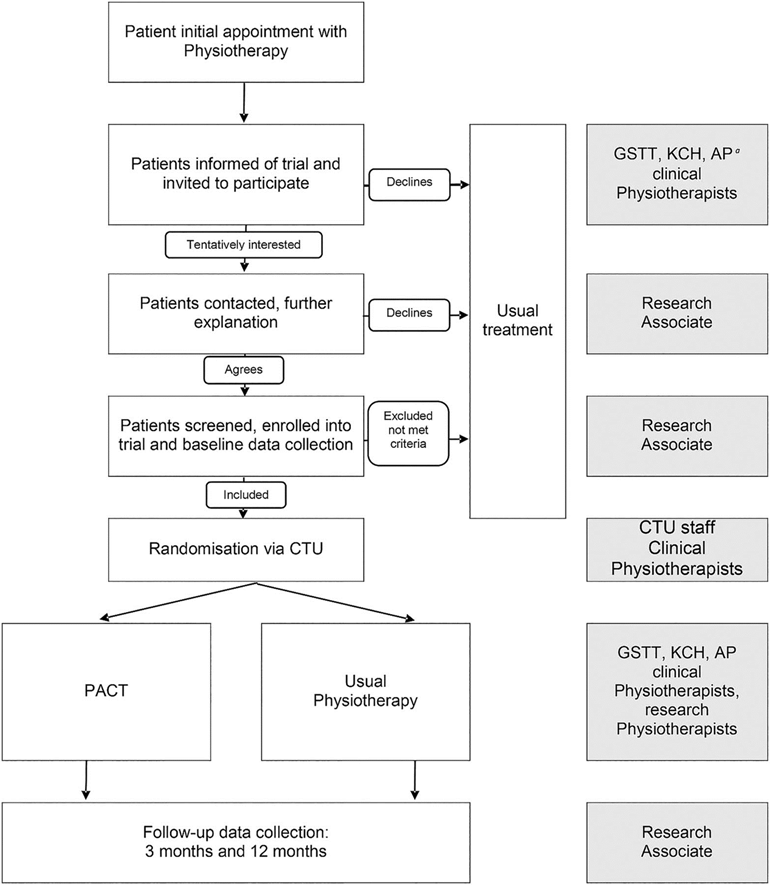 Patient initial appointment with
Physiotherapy
Patients informed of trial and
invited to participate
Declines
GSTT, KCH, AP a
clinical
Physiotherapists
Tentatively interested
Patients contacted, further
explanation
Declines
Usual
treatment
Research
Associate
Agrees
Patients screened, enrolled into
trial and baseline data collection
Excluded
not met
criteria
Research
Associate
Included
Randomisation via CTU
CTU staff
Clinical
Physiotherapists
PACT
Usual
Physiotherapy
GSTT, KCH, AP
clinical
Physiotherapists,
research
Physiotherapists
Follow-up data collection:
3 months and 12 months
Research
Associate